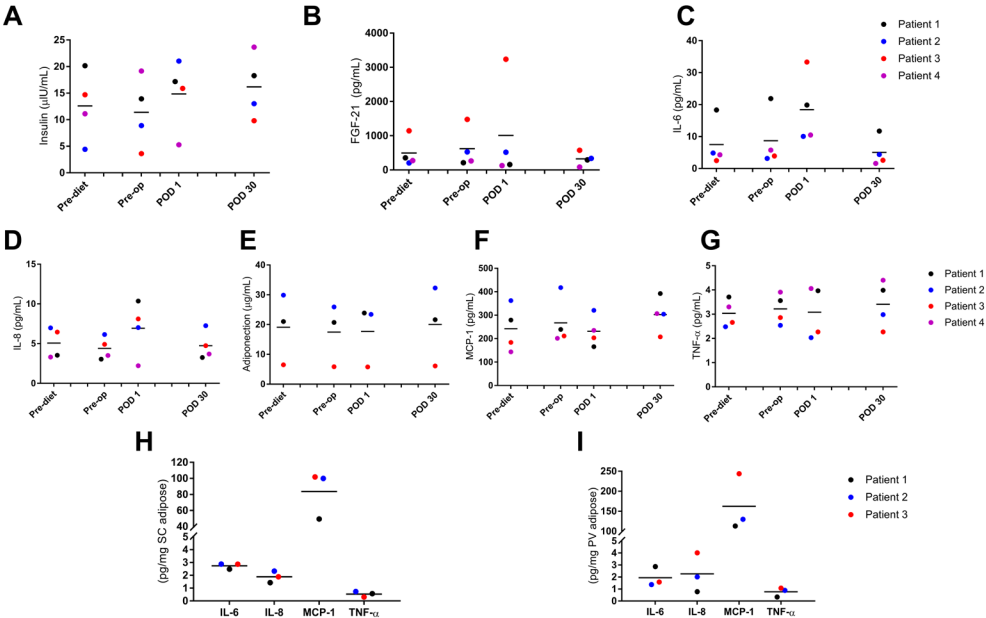 A
Insulin (µIU/mL)
25
20
15
10
5
0
Pre-diet
Pre-op
POD 1
POD 30
B
FGF-21
(pg/mL)
4000
3000
2000
1000
0
Pre-diet
Pre-op
POD 1
POD 30
C
IL-6 (pg/mL)
40
30
20
10
0
Pre-diet
Pre-op
POD 1
POD 30
Patient 1
Patient 2
Patient 3
Patient 4
D
IL-8 (pg/mL)
15
10
5
0
Pre-diet
Pre-op
POD 1
POD 30
E
Adiponection (µg/mL)
40
30
20
10
0
Pre-diet
Pre-op
POD 1
POD 30
F
MCP-1 (pg/mL)
500
400
300
200
100
0
Pre-diet
Pre-op
POD 1
POD 30
G
TNF-α (pg/mL)
5
4
3
2
1
0
Pre-diet
Pre-op
POD 1
POD 30
Patient 1
Patient 2
Patient 3
Patient 4
H
(pg/mg SC adipose)
120
100
80
60
40
5
4
3
2
1
0
IL-6
IL-8
MCP-1
TNF-α
I
(pg/mg PV adipose)
250
200
150
100
5
4
3
2
1
0
IL-6
IL-8
MCP-1
TNF-α
Patient 1
Patient 2
Patient 3